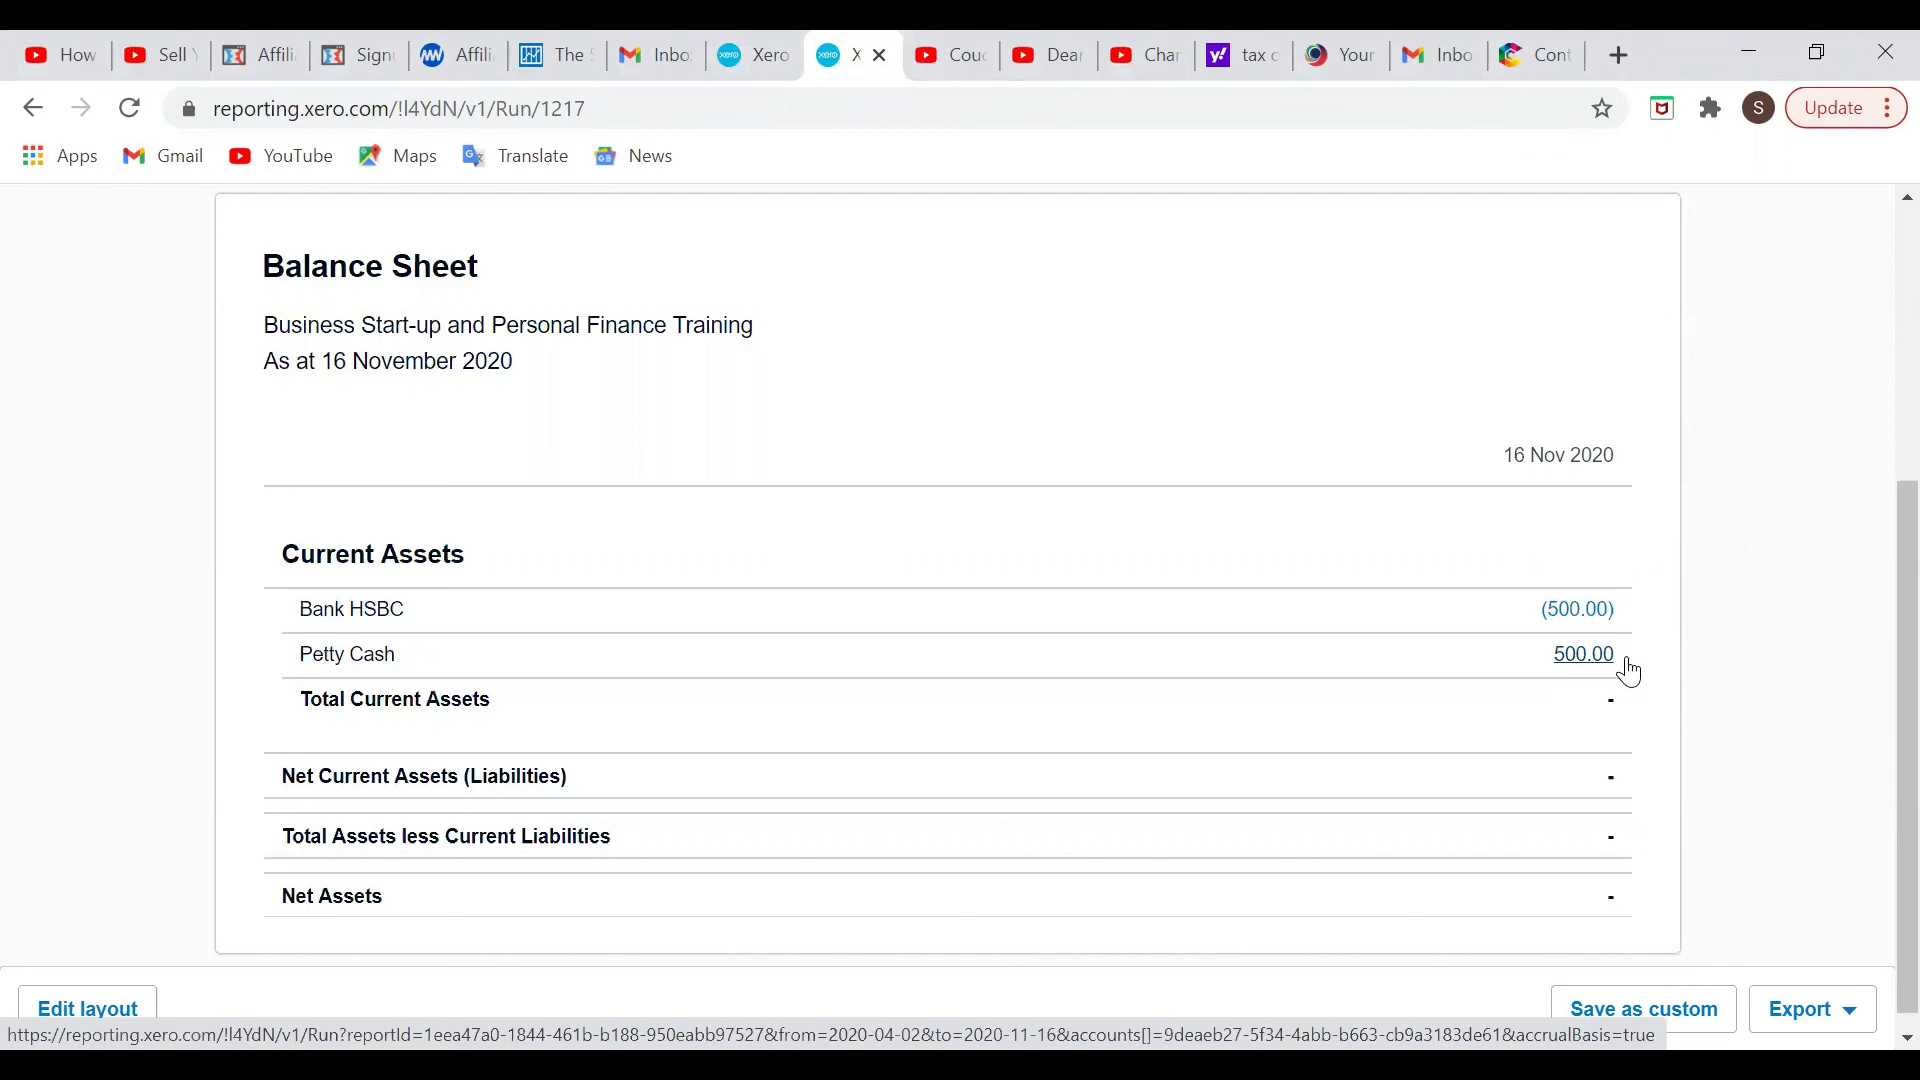 How
Sell
Affili
Sign
Affili
The
Inbo
xero Xero
xero X
Couc
Dear
Char
y! tax c
Your
Inbo
Cont
reporting.xero.com/!l4YdN/v1/Run/1217
S
Update
Apps
Gmail
YouTube
Maps
Translate
News
Balance Sheet
Business Start-up and Personal Finance Training
As at 16 November 2020
16 Nov 2020
Current Assets
Bank HSBC (500.00)
Petty Cash 500.00
Total Current Assets -
Net Current Assets (Liabilities) -
Total Assets less Current Liabilities -
Net Assets -
Edit layout
Save as custom
Export
https://reporting.xero.com/!l4YdN/v1/Run?reportId=1eea47a0-1844-461b-b188-950eabb97527&from=2020-04-02&to=2020-11-16&accounts[]=9deaeb27-5f34-4abb-b663-cb9a3183de61&accrualBasis=true